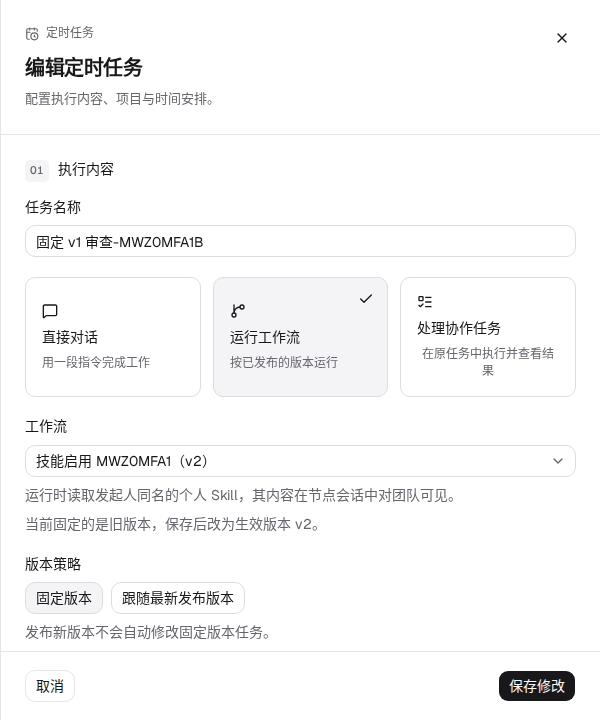 定时任务
编辑定时任务
配置执行内容、项目与时间安排。
01 执行内容
任务名称
固定 v1 审查-MWZ0MFA1B
直接对话
用一段指令完成工作
运行工作流
按已发布的版本运行
处理协作任务
在原任务中执行并查看结
果
工作流
技能启用 MWZ0MFA1（v2）
运行时读取发起人同名的个人 Skill，其内容在节点会话中对团队可见。
当前固定的是旧版本，保存后改为生效版本 v2。
版本策略
固定版本
跟随最新发布版本
发布新版本不会自动修改固定版本任务。
取消
保存修改